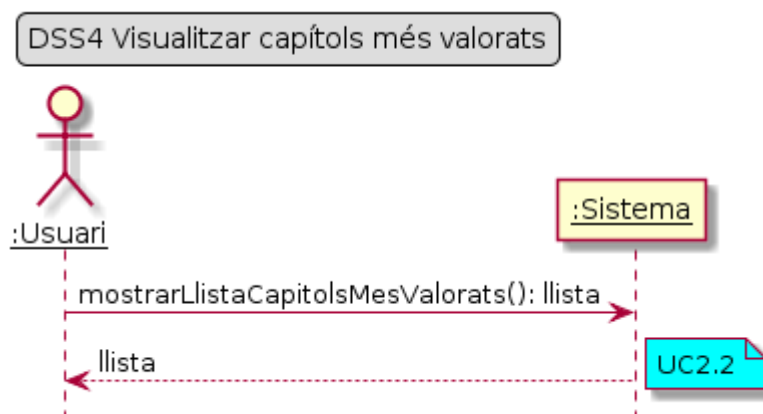 DSS4 Visualitzar capítols més valorats
:Usuari
:Sistema
mostrarLlistaCapitolsMesValorats(): llista
llista
UC2.2